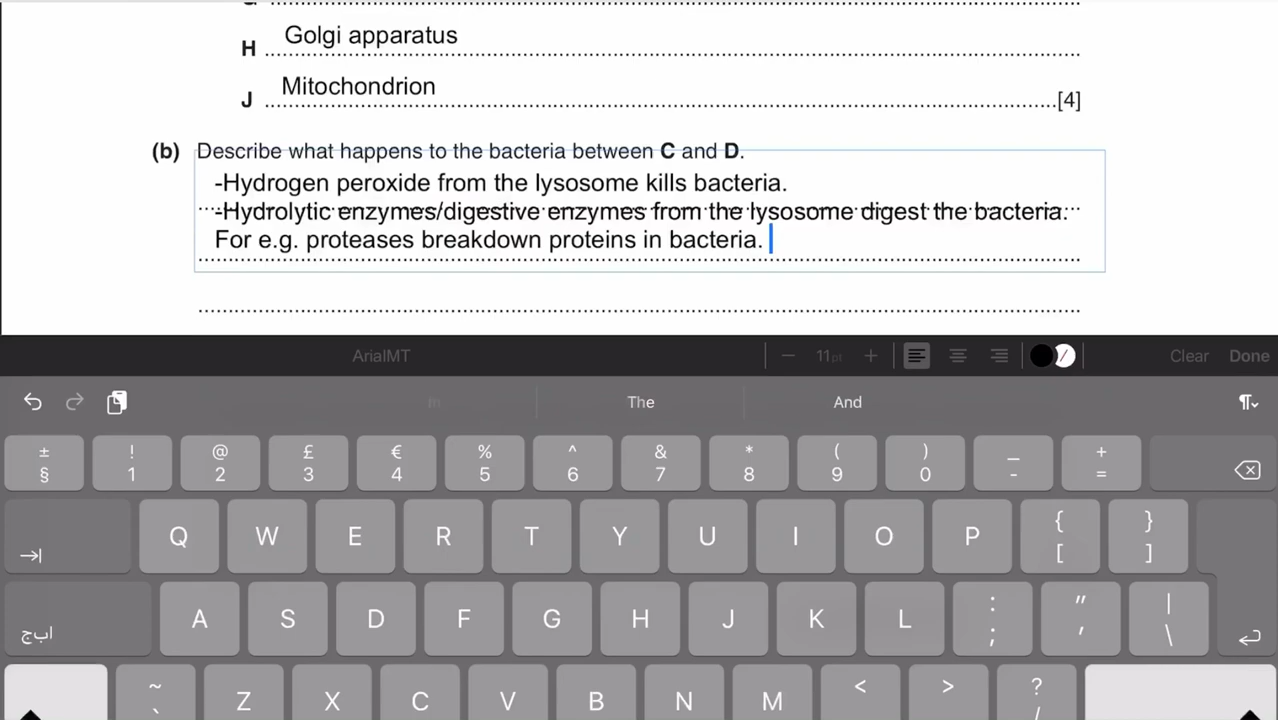 H Golgi apparatus
J Mitochondrion [4]
(b) Describe what happens to the bacteria between C and D.
-Hydrogen peroxide from the lysosome kills bacteria.
-Hydrolytic enzymes/digestive enzymes from the lysosome digest the bacteria.
For e.g. proteases breakdown proteins in bacteria.
ArialMT − 11pt + Clear Done
The And
± ! @ £ € % ^ & * ( ) _ +
§ 1 2 3 4 5 6 7 8 9 0 - =
Q W E R T Y U I O P { }
[ ]
A S D F G H J K L : " |
; ' \
ابج
~ < > ?
` Z X C V B N M /